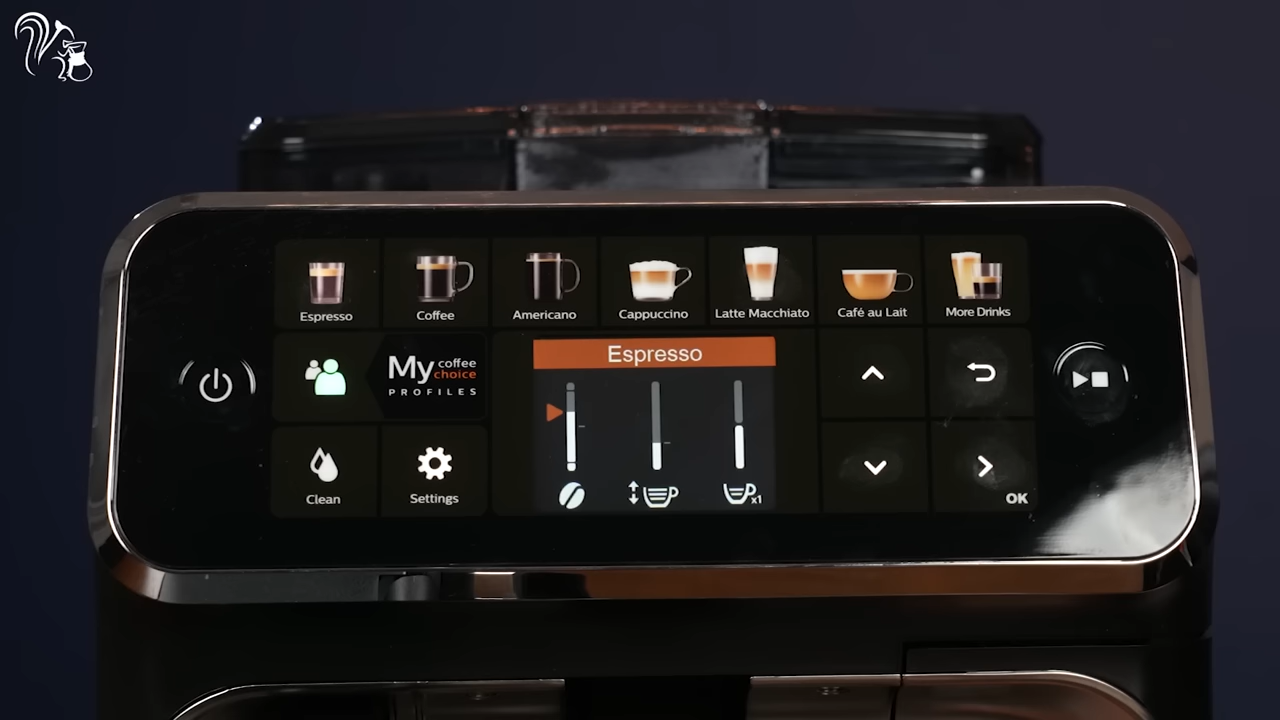 Espresso
Coffee
Americano
Cappuccino
Latte Macchiato
Café au Lait
More Drinks
My coffee choice
PROFILES
Espresso
x1
Clean
Settings
OK